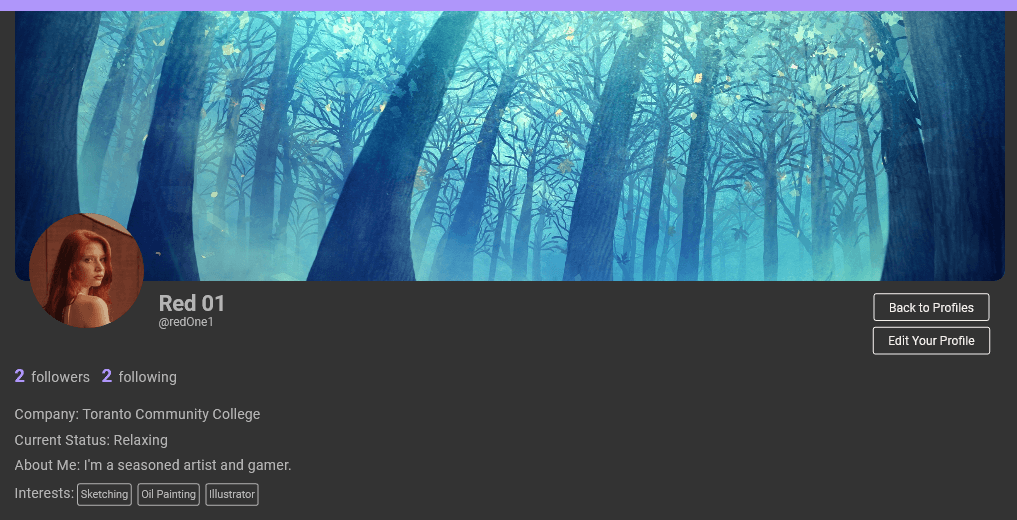 Red 01
@redOne1
Back to Profiles
Edit Your Profile
2 followers 2 following
Company: Toranto Community College
Current Status: Relaxing
About Me: I'm a seasoned artist and gamer.
Interests: Sketching Oil Painting Illustrator